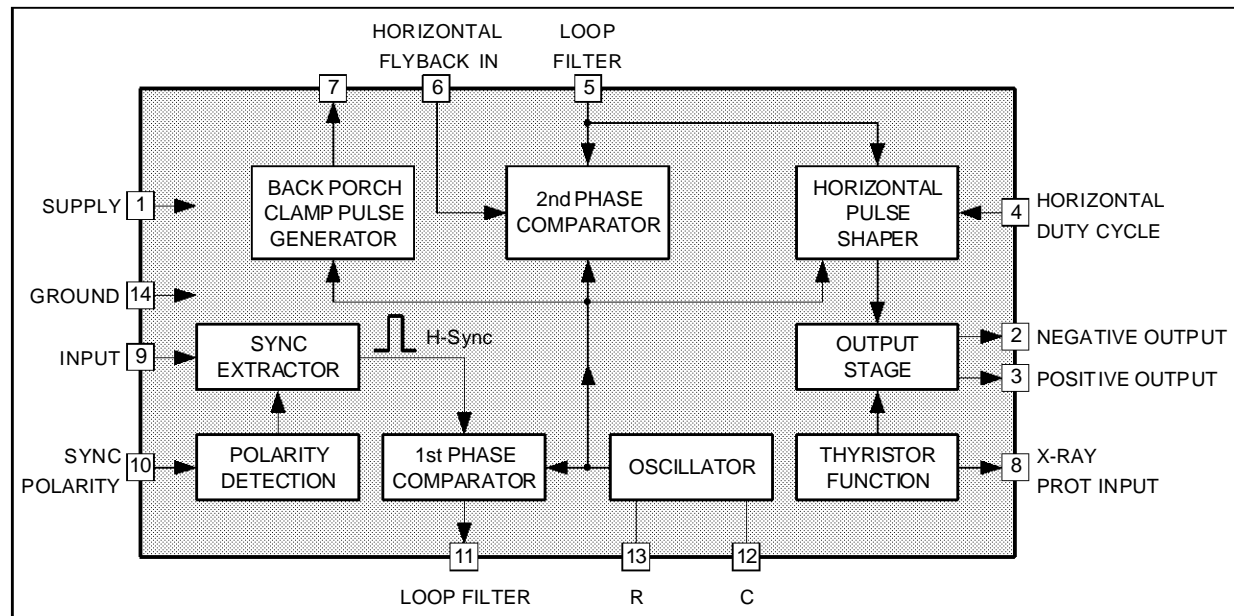 HORIZONTAL
FLYBACK IN
LOOP
FILTER
7
6
5
BACK PORCH
CLAMP PULSE
GENERATOR
2nd PHASE
COMPARATOR
HORIZONTAL
PULSE
SHAPER
SUPPLY 1
4 HORIZONTAL
DUTY CYCLE
GROUND 14
INPUT 9
SYNC
EXTRACTOR
H-Sync
OUTPUT
STAGE
2 NEGATIVE OUTPUT
3 POSITIVE OUTPUT
SYNC
POLARITY
10
POLARITY
DETECTION
1st PHASE
COMPARATOR
OSCILLATOR
THYRISTOR
FUNCTION
8
X-RAY
PROT INPUT
11
13
12
LOOP FILTER
R
C